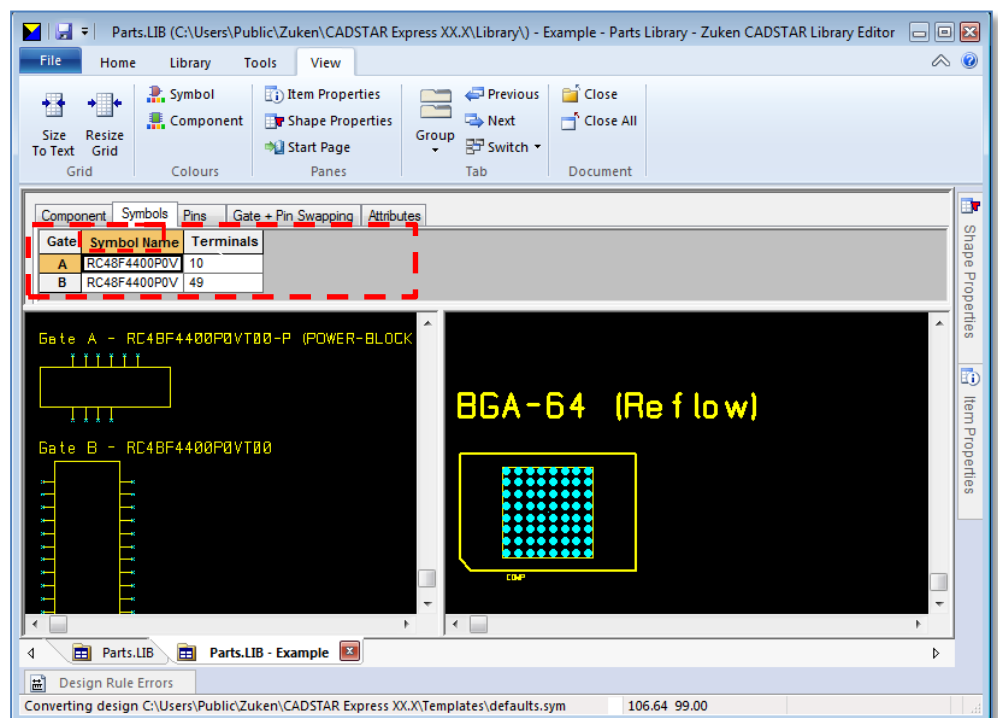 Parts.LIB (C:\Users\Public\Zuken\CADSTAR Express XX.X\Library\) - Example - Parts Library - Zuken CADSTAR Library Editor
File Home Library Tools View
Size To Text
Resize Grid
Grid
Symbol
Component
Colours
Item Properties
Shape Properties
Start Page
Panes
Group
Previous
Next
Switch
Tab
Close
Close All
Document
Component Symbols Pins Gate + Pin Swapping Attributes
Gate Symbol Name Terminals
A RC48F4400P0V 10
B RC48F4400P0V 49
Shape Properties
Item Properties
Gate A - RC48F4400P0VT00-P (POWER-BLOCK
Gate B - RC48F4400P0VT00
BGA-64 (Reflow)
COMP
Parts.LIB Parts.LIB - Example
Design Rule Errors
Converting design C:\Users\Public\Zuken\CADSTAR Express XX.X\Templates\defaults.sym 106.64 99.00